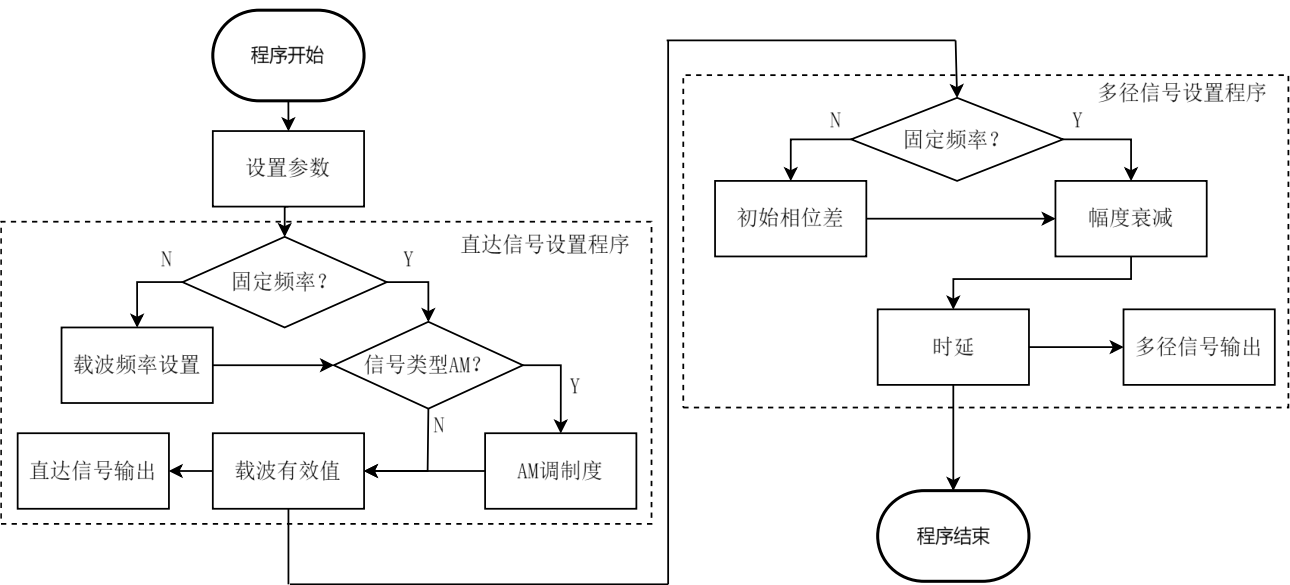 程序开始
设置参数
直达信号设置程序
固定频率？
N
Y
载波频率设置
信号类型AM？
Y
N
直达信号输出
载波有效值
AM调制度
多径信号设置程序
固定频率？
N
Y
初始相位差
幅度衰减
时延
多径信号输出
程序结束